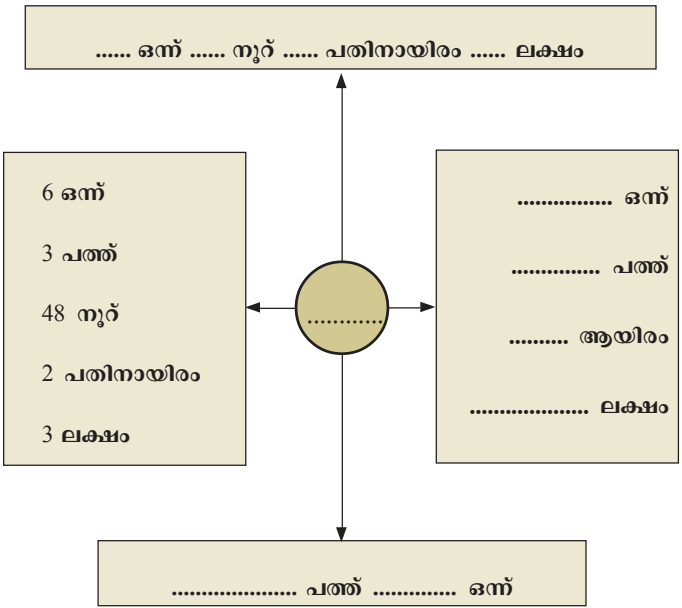 ...... ഒന്ന് ...... നൂറ് ...... പതിനായിരം ...... ലക്ഷം
6 ഒന്ന്
3 പത്ത്
48 നൂറ്
2 പതിനായിരം
3 ലക്ഷം
...........
................ ഒന്ന്
............... പത്ത്
.......... ആയിരം
.................... ലക്ഷം
..................... പത്ത് .............. ഒന്ന്